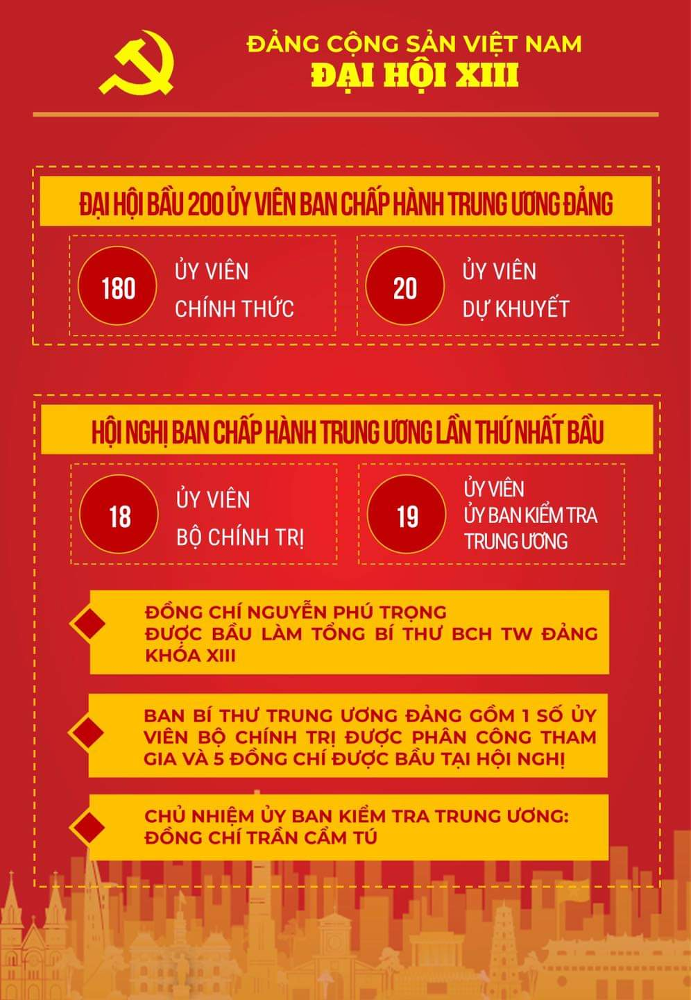 ĐẢNG CỘNG SẢN VIỆT NAM
ĐẠI HỘI XIII
ĐẠI HỘI BẦU 200 ỦY VIÊN BAN CHẤP HÀNH TRUNG ƯƠNG ĐẢNG
180
ỦY VIÊN
CHÍNH THỨC
20
ỦY VIÊN
DỰ KHUYẾT
HỘI NGHỊ BAN CHẤP HÀNH TRUNG ƯƠNG LẦN THỨ NHẤT BẦU
18
ỦY VIÊN
BỘ CHÍNH TRỊ
19
ỦY VIÊN
ỦY BAN KIỂM TRA
TRUNG ƯƠNG
ĐỒNG CHÍ NGUYỄN PHÚ TRỌNG
ĐƯỢC BẦU LÀM TỔNG BÍ THƯ BCH TW ĐẢNG
KHÓA XIII
BAN BÍ THƯ TRUNG ƯƠNG ĐẢNG GỒM 1 SỐ ỦY
VIÊN BỘ CHÍNH TRỊ ĐƯỢC PHÂN CÔNG THAM
GIA VÀ 5 ĐỒNG CHÍ ĐƯỢC BẦU TẠI HỘI NGHỊ
CHỦ NHIỆM ỦY BAN KIỂM TRA TRUNG ƯƠNG:
ĐỒNG CHÍ TRẦN CẨM TÚ